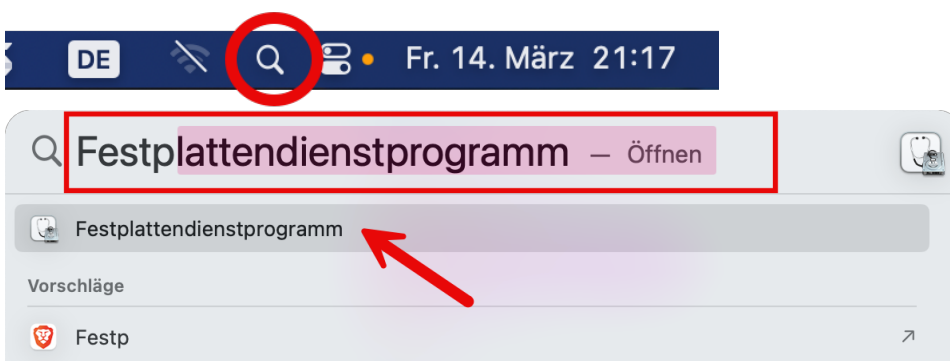 DE Fr. 14. März 21:17
Festplattendienstprogramm – Öffnen
Festplattendienstprogramm
Vorschläge
Festp